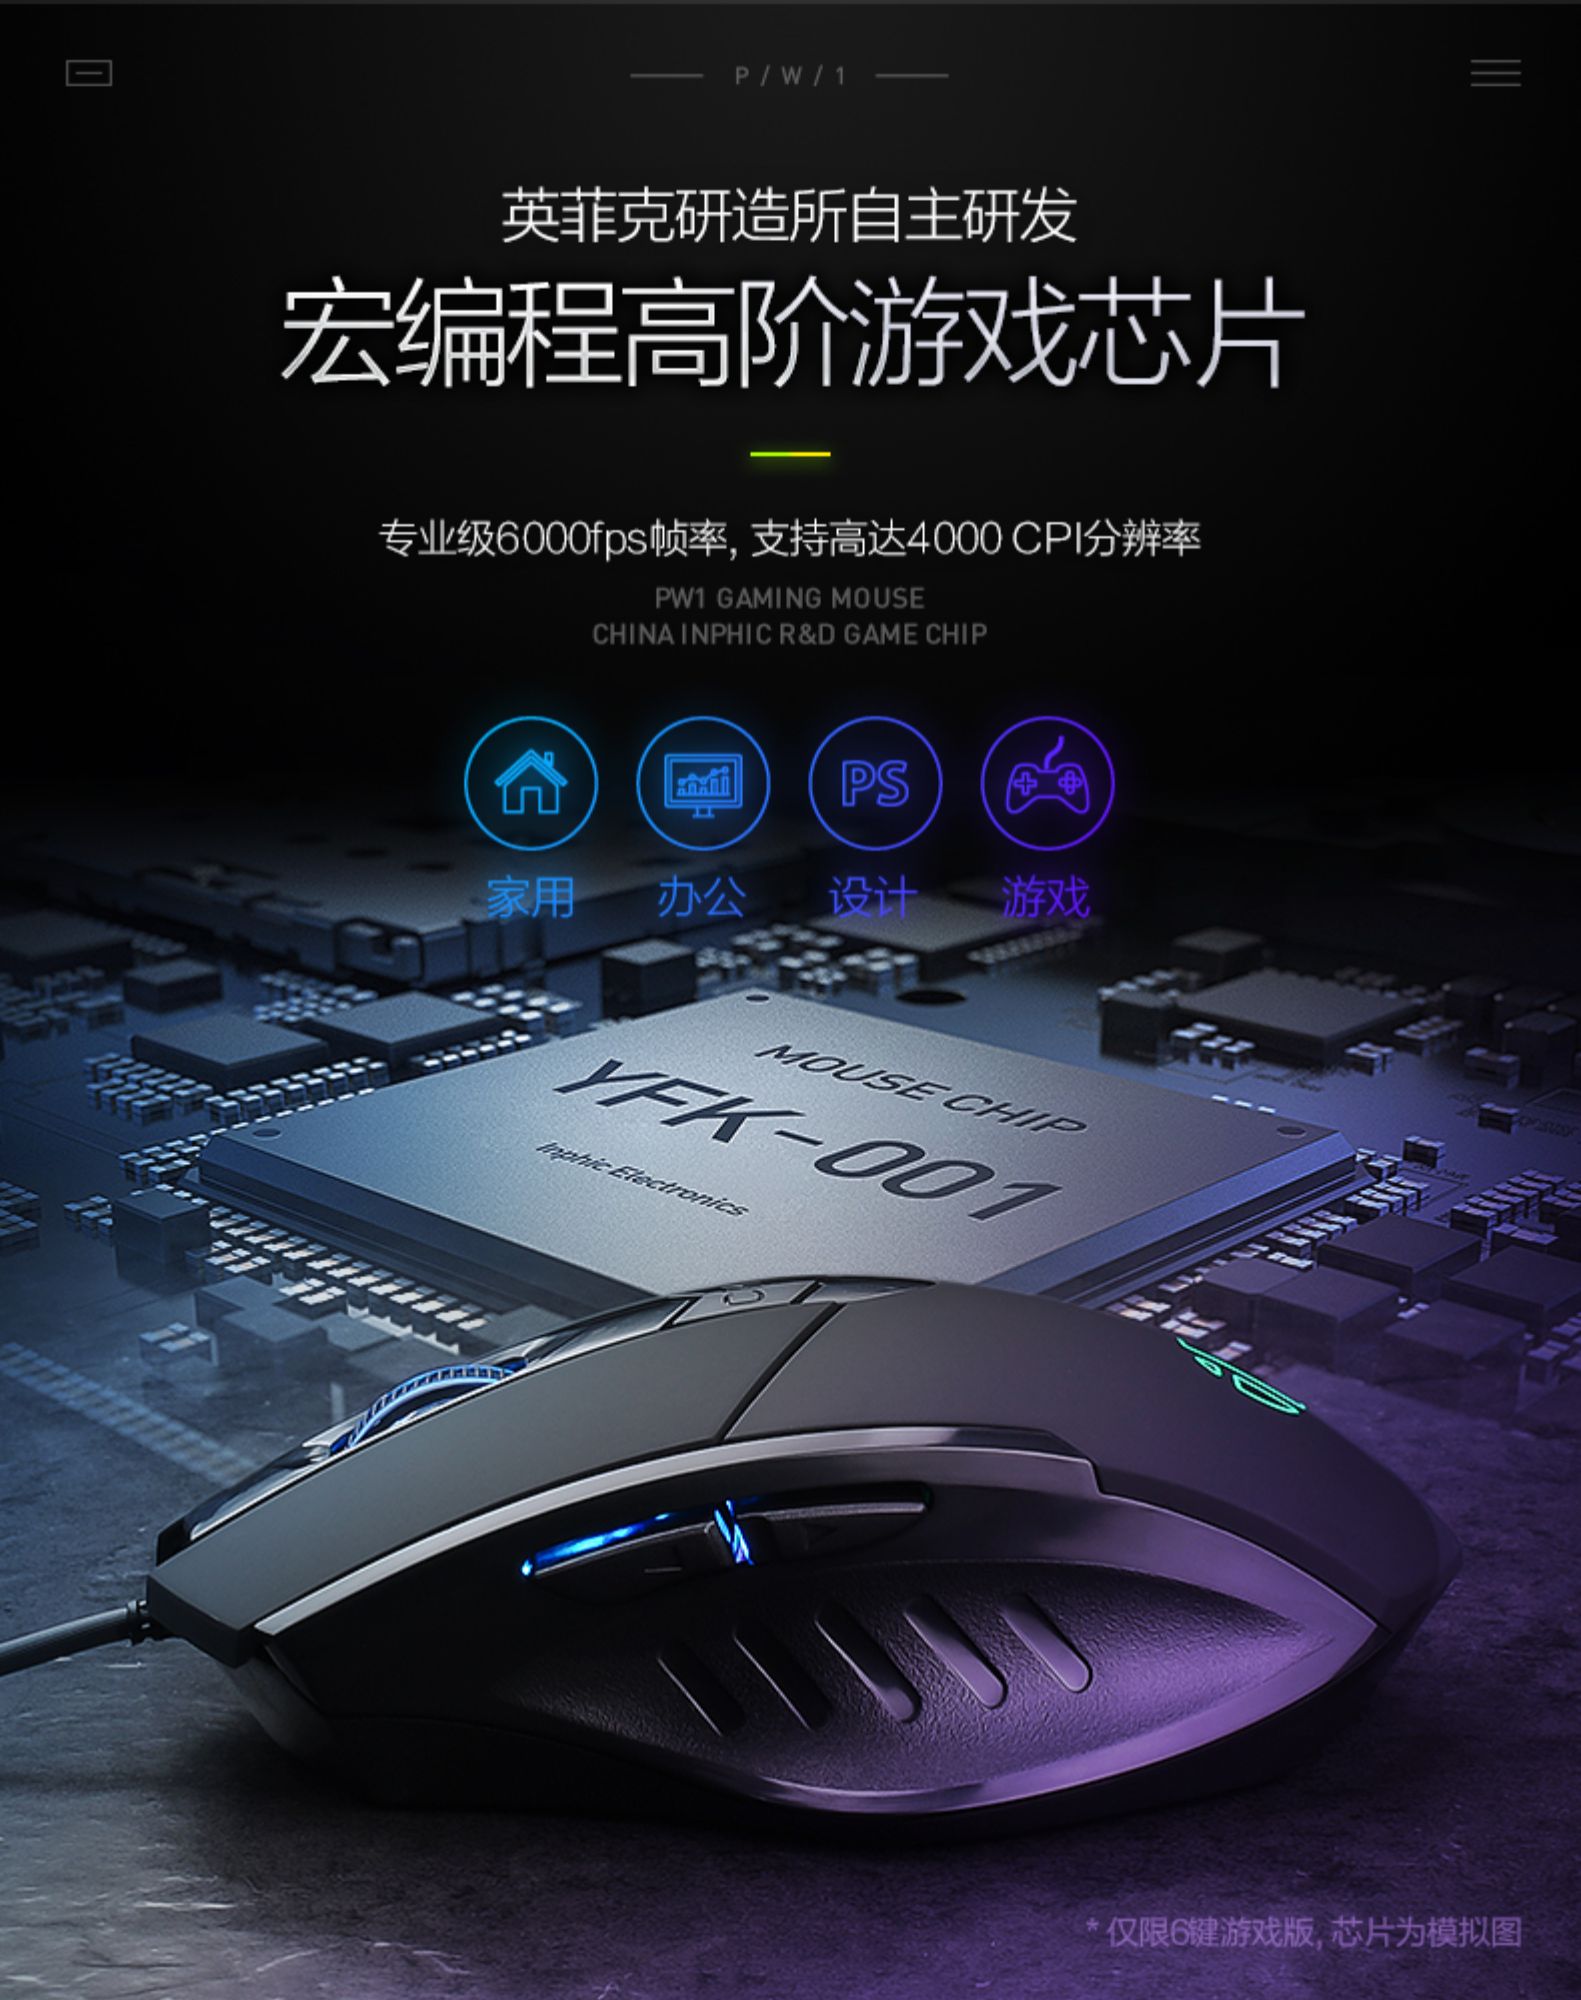 P / W / 1
英菲克研造所自主研发
宏编程高阶游戏芯片
专业级6000fps帧率, 支持高达4000 CPI分辨率
PW1 GAMING MOUSE
CHINA INPHIC R&D GAME CHIP
PS
家用 办公 设计 游戏
MOUSE CHIP
YFK-001
Inphic Electronics
* 仅限6键游戏版, 芯片为模拟图